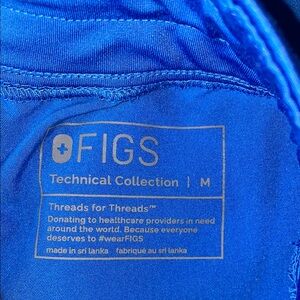 FIGS
Technical Collection | M
Threads for Threads™
Donating to healthcare providers in need
around the world. Because everyone
deserves to #wearFIGS
made in sri lanka fabriqué au sri lanka